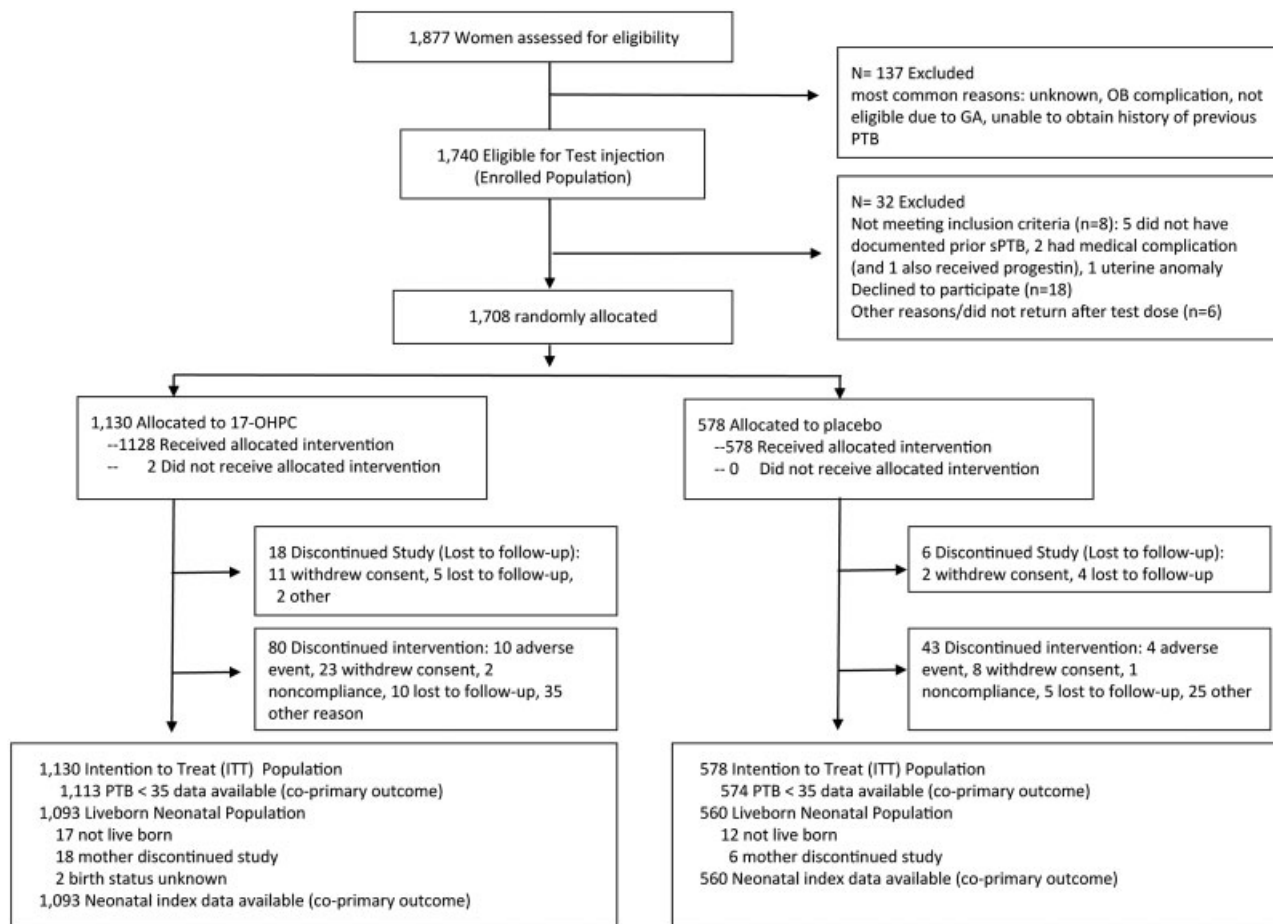 1,877 Women assessed for eligibility
N= 137 Excluded
most common reasons: unknown, OB complication, not
eligible due to GA, unable to obtain history of previous
PTB
1,740 Eligible for Test injection
(Enrolled Population)
N= 32 Excluded
Not meeting inclusion criteria (n=8): 5 did not have
documented prior sPTB, 2 had medical complication
(and 1 also received progestin), 1 uterine anomaly
Declined to participate (n=18)
Other reasons/did not return after test dose (n=6)
1,708 randomly allocated
1,130 Allocated to 17-OHPC
--1128 Received allocated intervention
-- 2 Did not receive allocated intervention
578 Allocated to placebo
--578 Received allocated intervention
-- 0 Did not receive allocated intervention
18 Discontinued Study (Lost to follow-up):
11 withdrew consent, 5 lost to follow-up,
2 other
6 Discontinued Study (Lost to follow-up):
2 withdrew consent, 4 lost to follow-up
80 Discontinued intervention: 10 adverse
event, 23 withdrew consent, 2
noncompliance, 10 lost to follow-up, 35
other reason
43 Discontinued intervention: 4 adverse
event, 8 withdrew consent, 1
noncompliance, 5 lost to follow-up, 25 other
1,130 Intention to Treat (ITT) Population
1,113 PTB < 35 data available (co-primary outcome)
1,093 Liveborn Neonatal Population
17 not live born
18 mother discontinued study
2 birth status unknown
1,093 Neonatal index data available (co-primary outcome)
578 Intention to Treat (ITT) Population
574 PTB < 35 data available (co-primary outcome)
560 Liveborn Neonatal Population
12 not live born
6 mother discontinued study
560 Neonatal index data available (co-primary outcome)